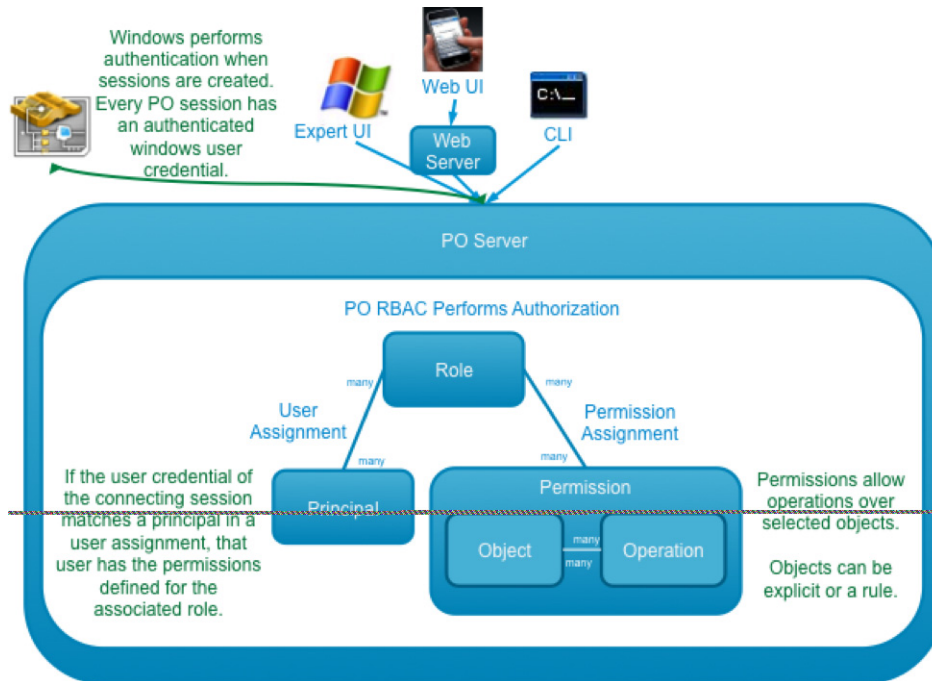 Windows performs
authentication when
sessions are created.
Every PO session has
an authenticated
windows user
credential.
Expert UI
Web UI
Web
Server
C:\
CLI
PO Server
PO RBAC Performs Authorization
Role
many
many
User
Assignment
Permission
Assignment
many
many
If the user credential of
the connecting session
matches a principal in a
user assignment, that
user has the permissions
defined for the
associated role.
Principal
Permission
Object
many
many
Operation
Permissions allow
operations over
selected objects.
Objects can be
explicit or a rule.